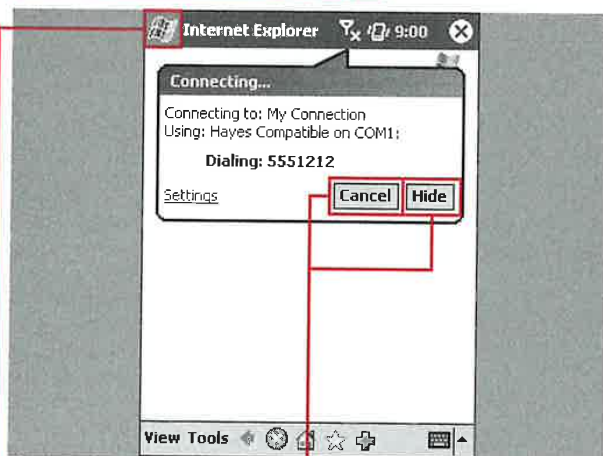 Internet Explorer 9:00
Connecting...
Connecting to: My Connection
Using: Hayes Compatible on COM1:
Dialing: 5551212
Settings Cancel Hide
View Tools